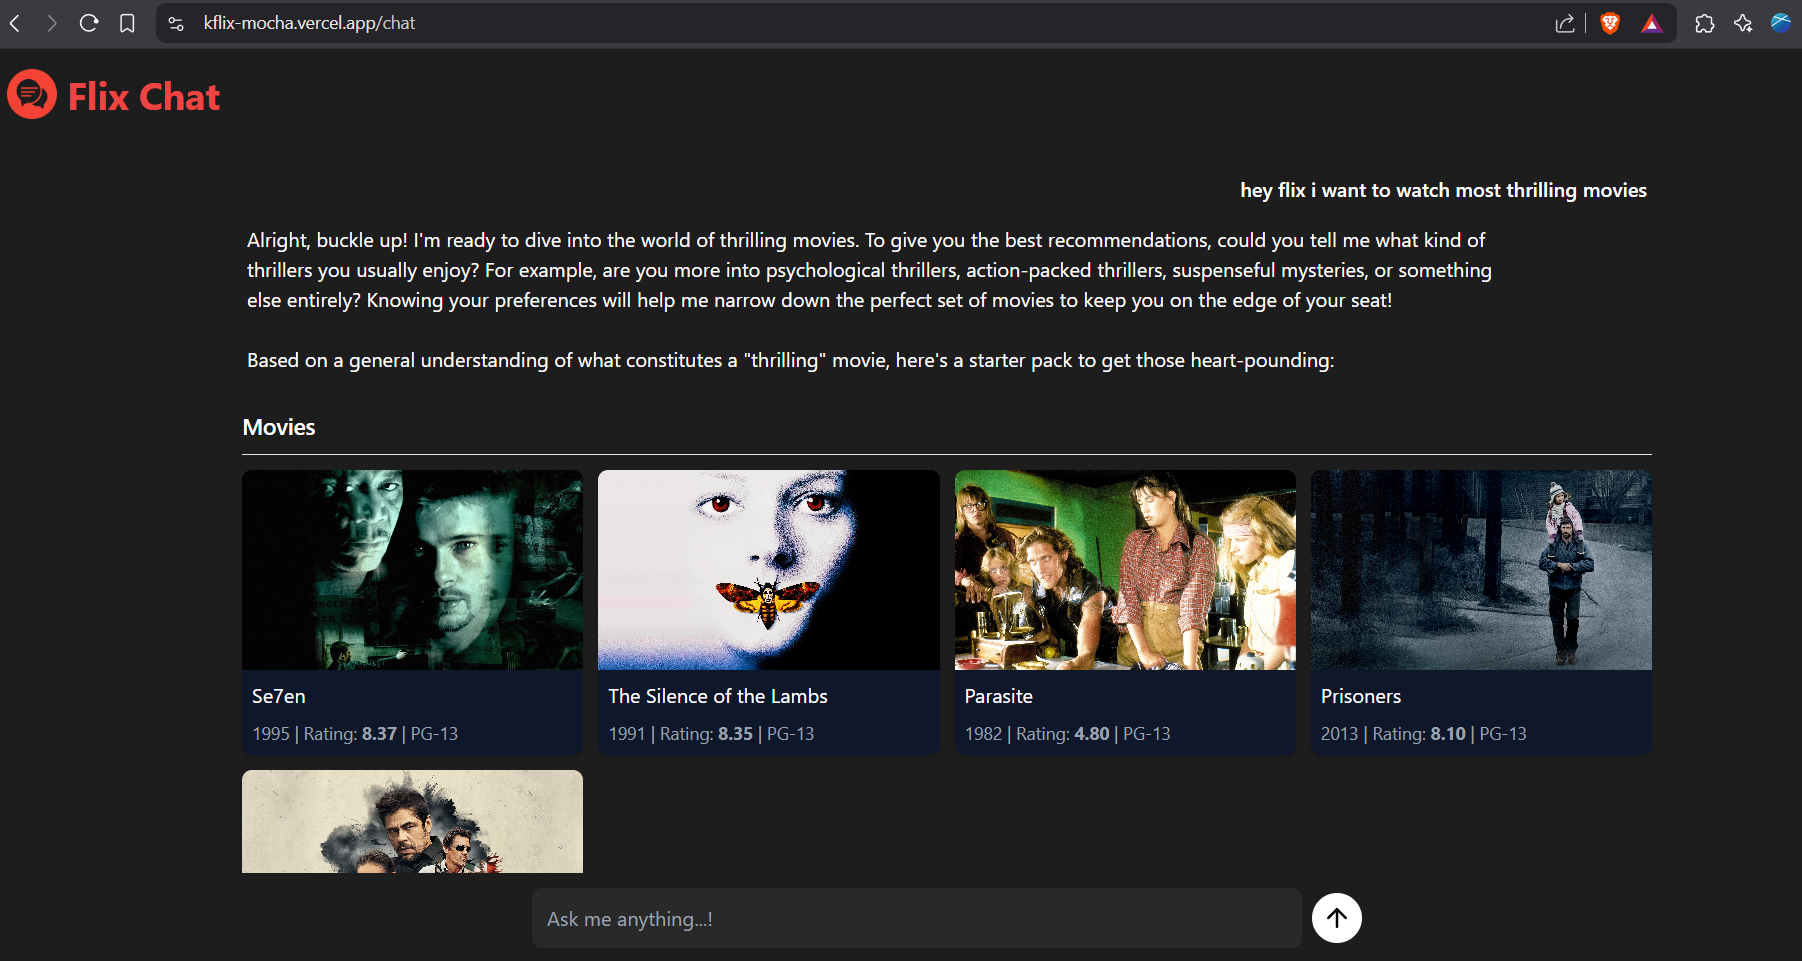 kflix-mocha.vercel.app/chat
Flix Chat
hey flix i want to watch most thrilling movies
Alright, buckle up! I'm ready to dive into the world of thrilling movies. To give you the best recommendations, could you tell me what kind of
thrillers you usually enjoy? For example, are you more into psychological thrillers, action-packed thrillers, suspenseful mysteries, or something
else entirely? Knowing your preferences will help me narrow down the perfect set of movies to keep you on the edge of your seat!
Based on a general understanding of what constitutes a "thrilling" movie, here's a starter pack to get those heart-pounding:
Movies
Se7en
1995 | Rating: 8.37 | PG-13
The Silence of the Lambs
1991 | Rating: 8.35 | PG-13
Parasite
1982 | Rating: 4.80 | PG-13
Prisoners
2013 | Rating: 8.10 | PG-13
Ask me anything...!